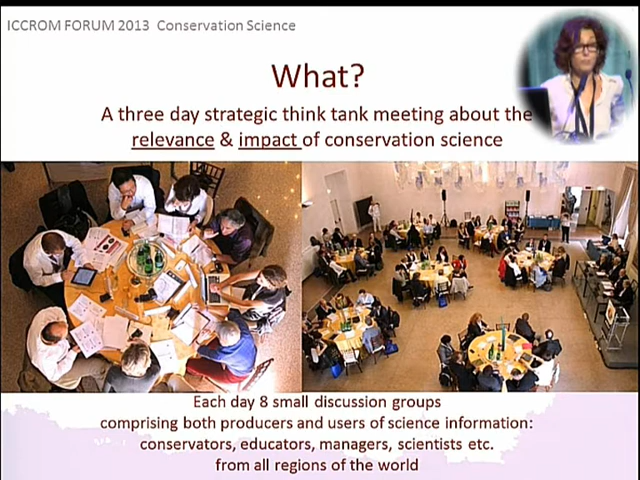 ICCROM FORUM 2013 Conservation Science
What?
A three day strategic think tank meeting about the
relevance & impact of conservation science
Each day 8 small discussion groups
comprising both producers and users of science information:
conservators, educators, managers, scientists etc.
from all regions of the world